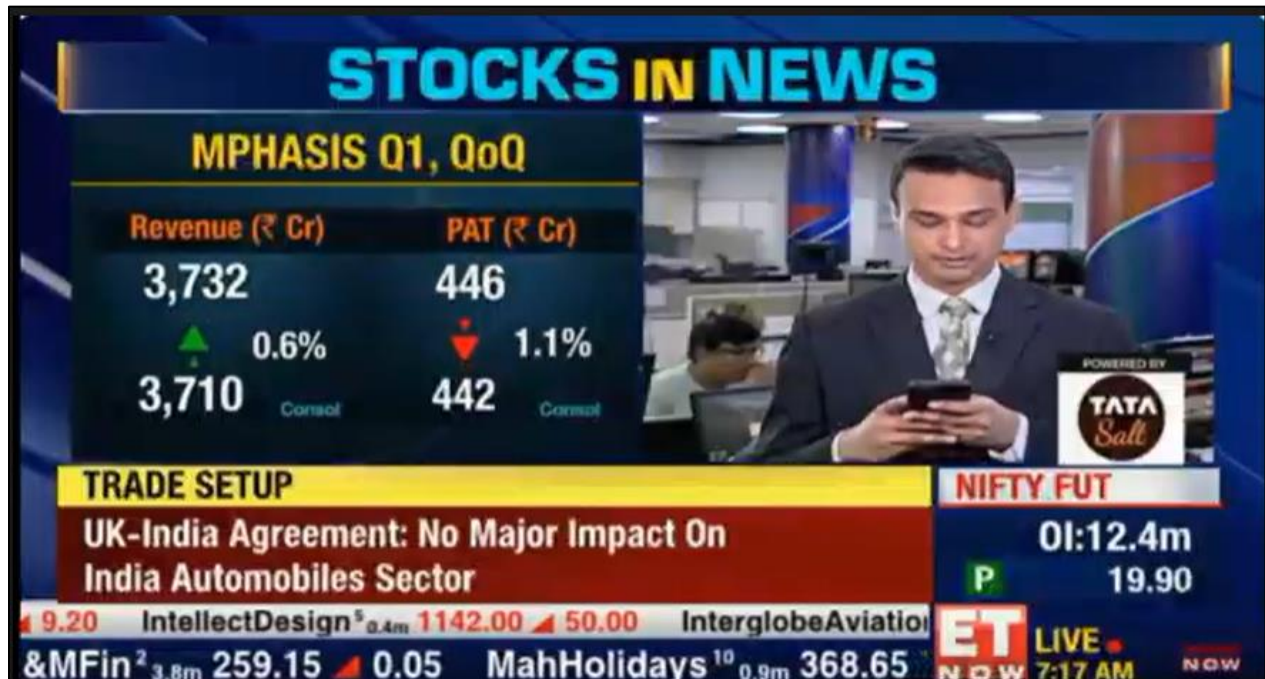 STOCKS IN NEWS
MPHASIS Q1, QoQ
Revenue (₹ Cr) PAT (₹ Cr)
3,732 446
0.6% 1.1%
3,710 Consol 442 Consol
POWERED BY
TATA
Salt
TRADE SETUP
UK-India Agreement: No Major Impact On
India Automobiles Sector
NIFTY FUT
OI:12.4m
P 19.90
9.20 IntellectDesign 5 0.4m 1142.00 50.00 InterglobeAviation
&MFin 2 3.8m 259.15 0.05 MahHolidays 10 0.9m 368.65
ET
NOW
LIVE
7:17 AM
NOW